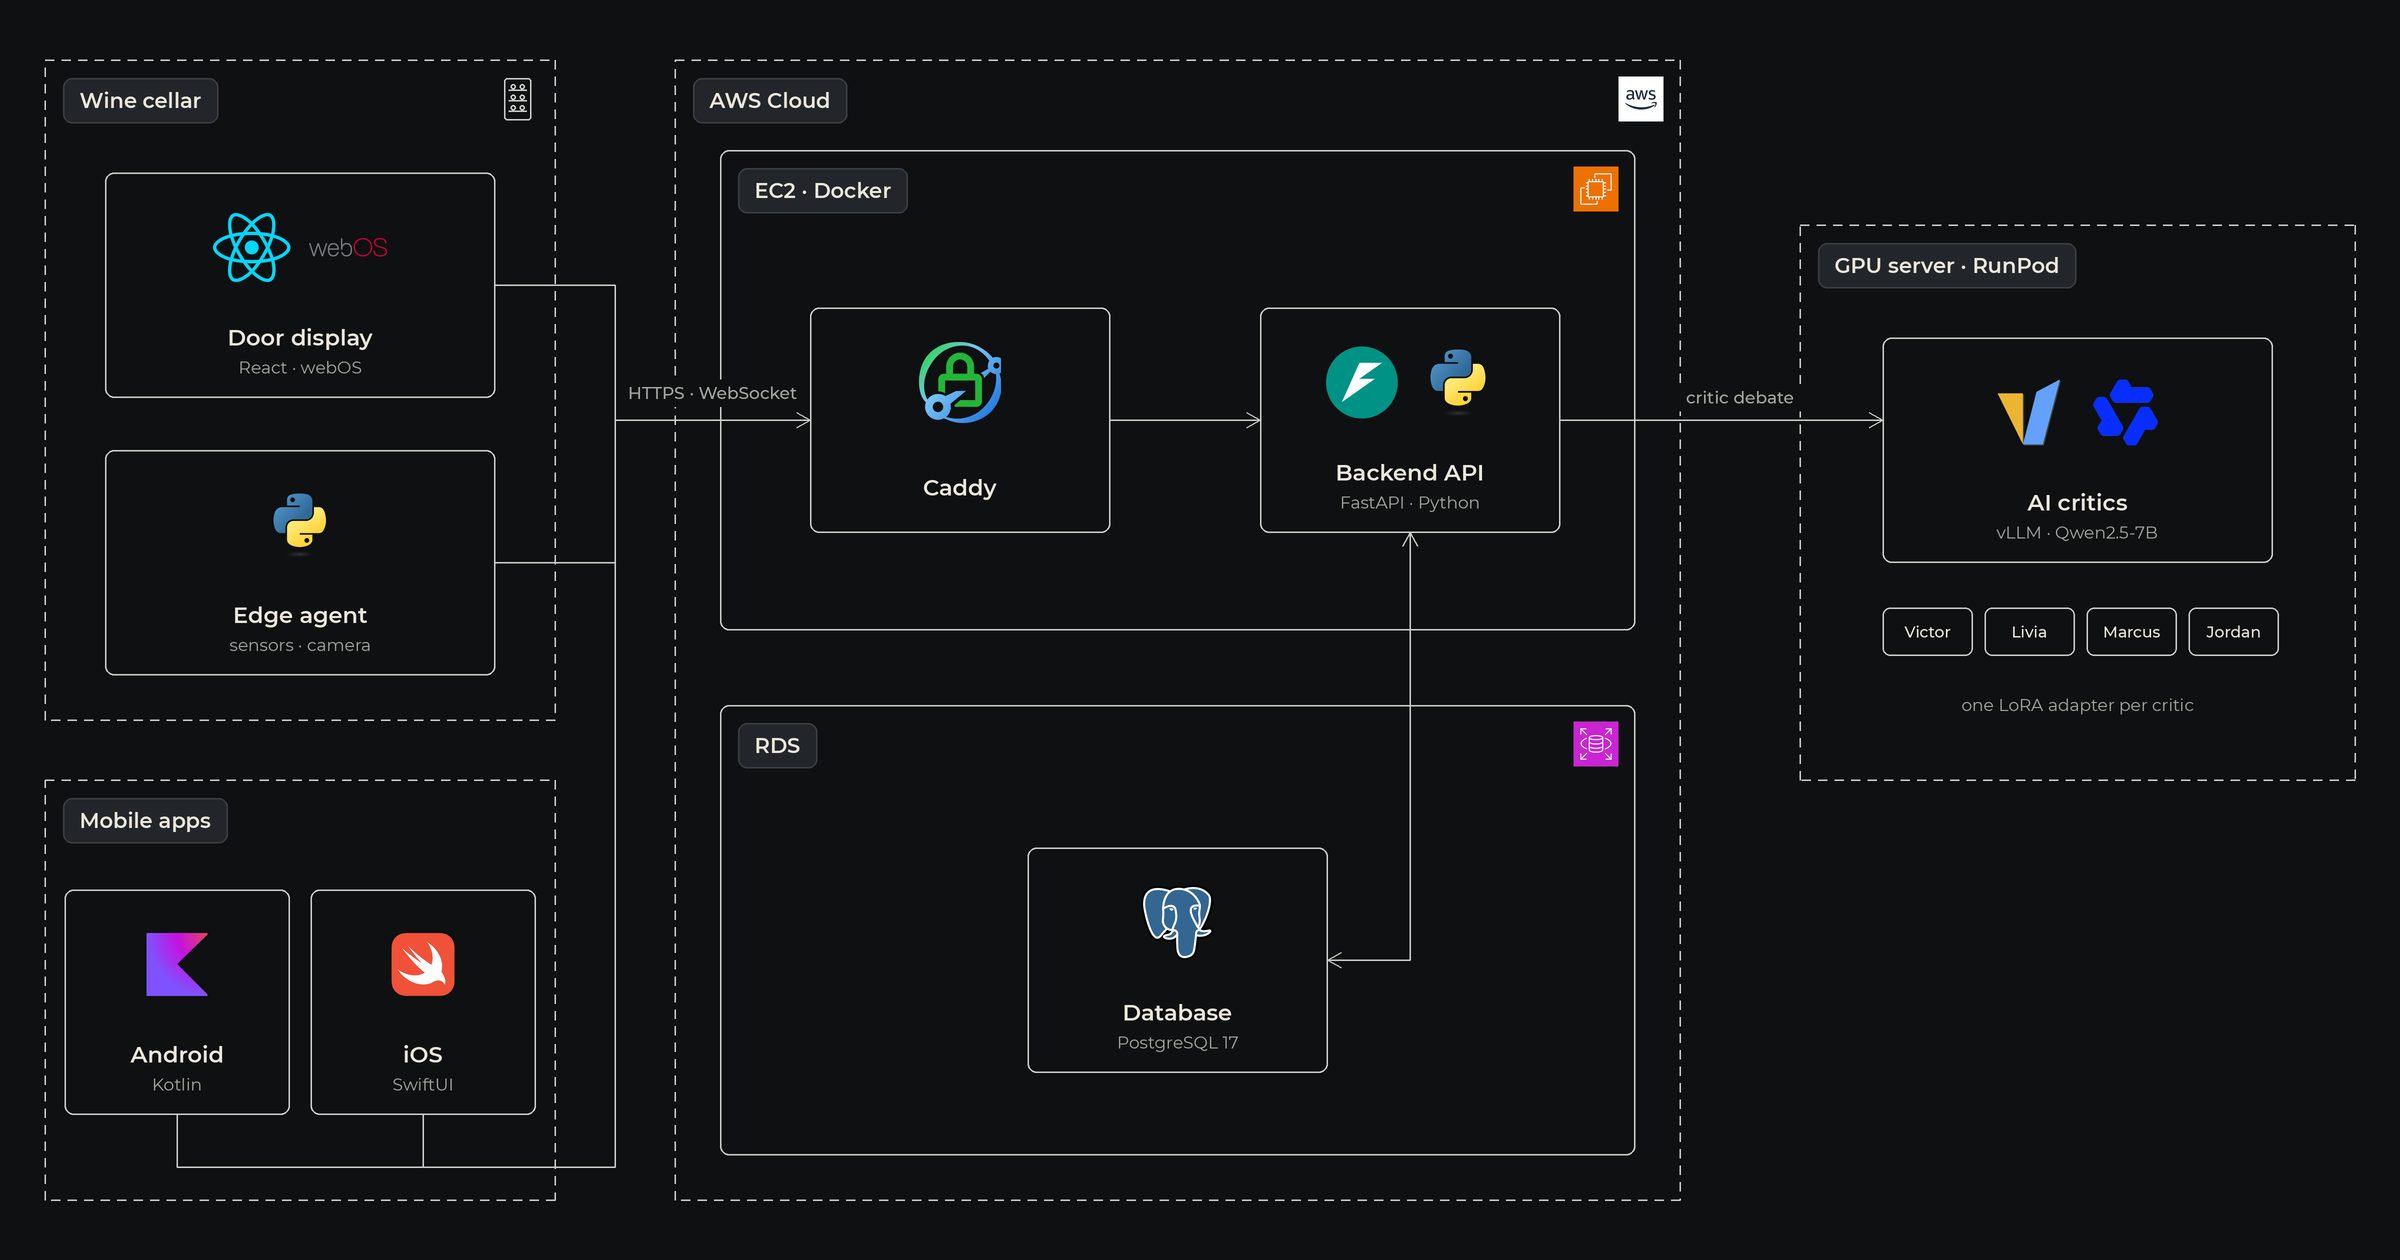 Wine cellar
webOS
Door display
React · webOS
Edge agent
sensors · camera
Mobile apps
Android
Kotlin
iOS
SwiftUI
HTTPS · WebSocket
AWS Cloud
aws
EC2 · Docker
Caddy
Backend API
FastAPI · Python
RDS
Database
PostgreSQL 17
critic debate
GPU server · RunPod
AI critics
vLLM · Qwen2.5-7B
Victor
Livia
Marcus
Jordan
one LoRA adapter per critic